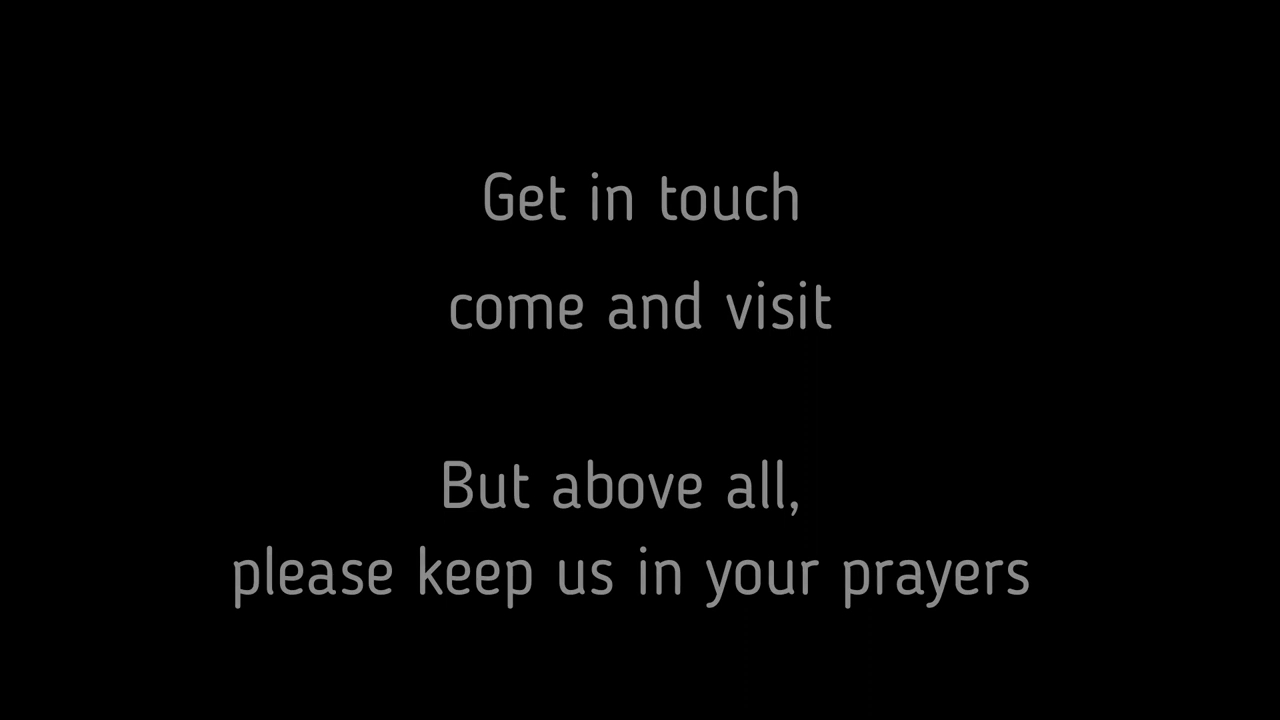 Get in touch
come and visit
But above all,
please keep us in your prayers